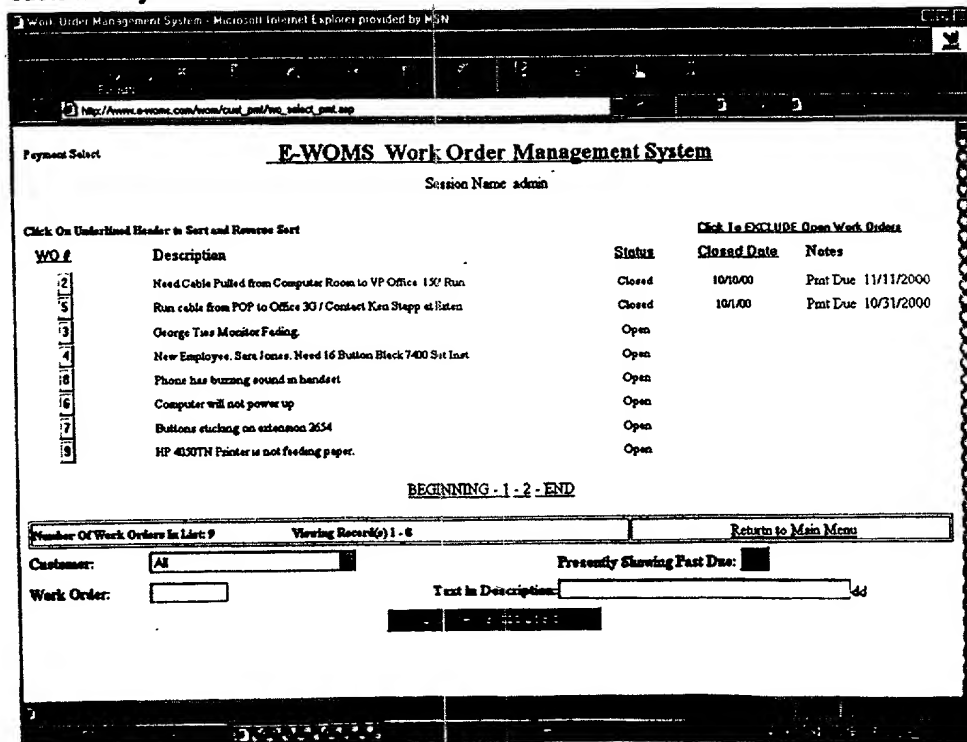 Work Order Management System - Microsoft Internet Explorer provided by MSN
http://www.e-woms.com/wom/cust_pmt/wo_select_pmt.asp
Payment Select
E-WOMS Work Order Management System
Session Name admin
Click On Underlined Header to Sort and Reverse Sort
Click To EXCLUDE Open Work Orders
WO # Description Status Closed Date Notes
2 Need Cable Pulled from Computer Room to VP Office 150' Run Closed 10/10/00 Pmt Due 11/11/2000
5 Run cable from POP to Office 3G / Contact Ken Stapp at Exten Closed 10/1/00 Pmt Due 10/31/2000
3 George Ties Monitor Fading. Open
4 New Employee, Sara Jones. Need 16 Button Black 7400 Set Inst Open
8 Phone has buzzing sound in handset Open
6 Computer will not power up Open
7 Buttons sticking on extension 2654 Open
9 HP 4050TN Printer is not feeding paper. Open
BEGINNING - 1 - 2 - END
Number Of Work Orders In List: 9 Viewing Record(s) 1 - 8 Return to Main Menu
Customer: All Presently Showing Past Due:
Work Order: Text in Description: dd